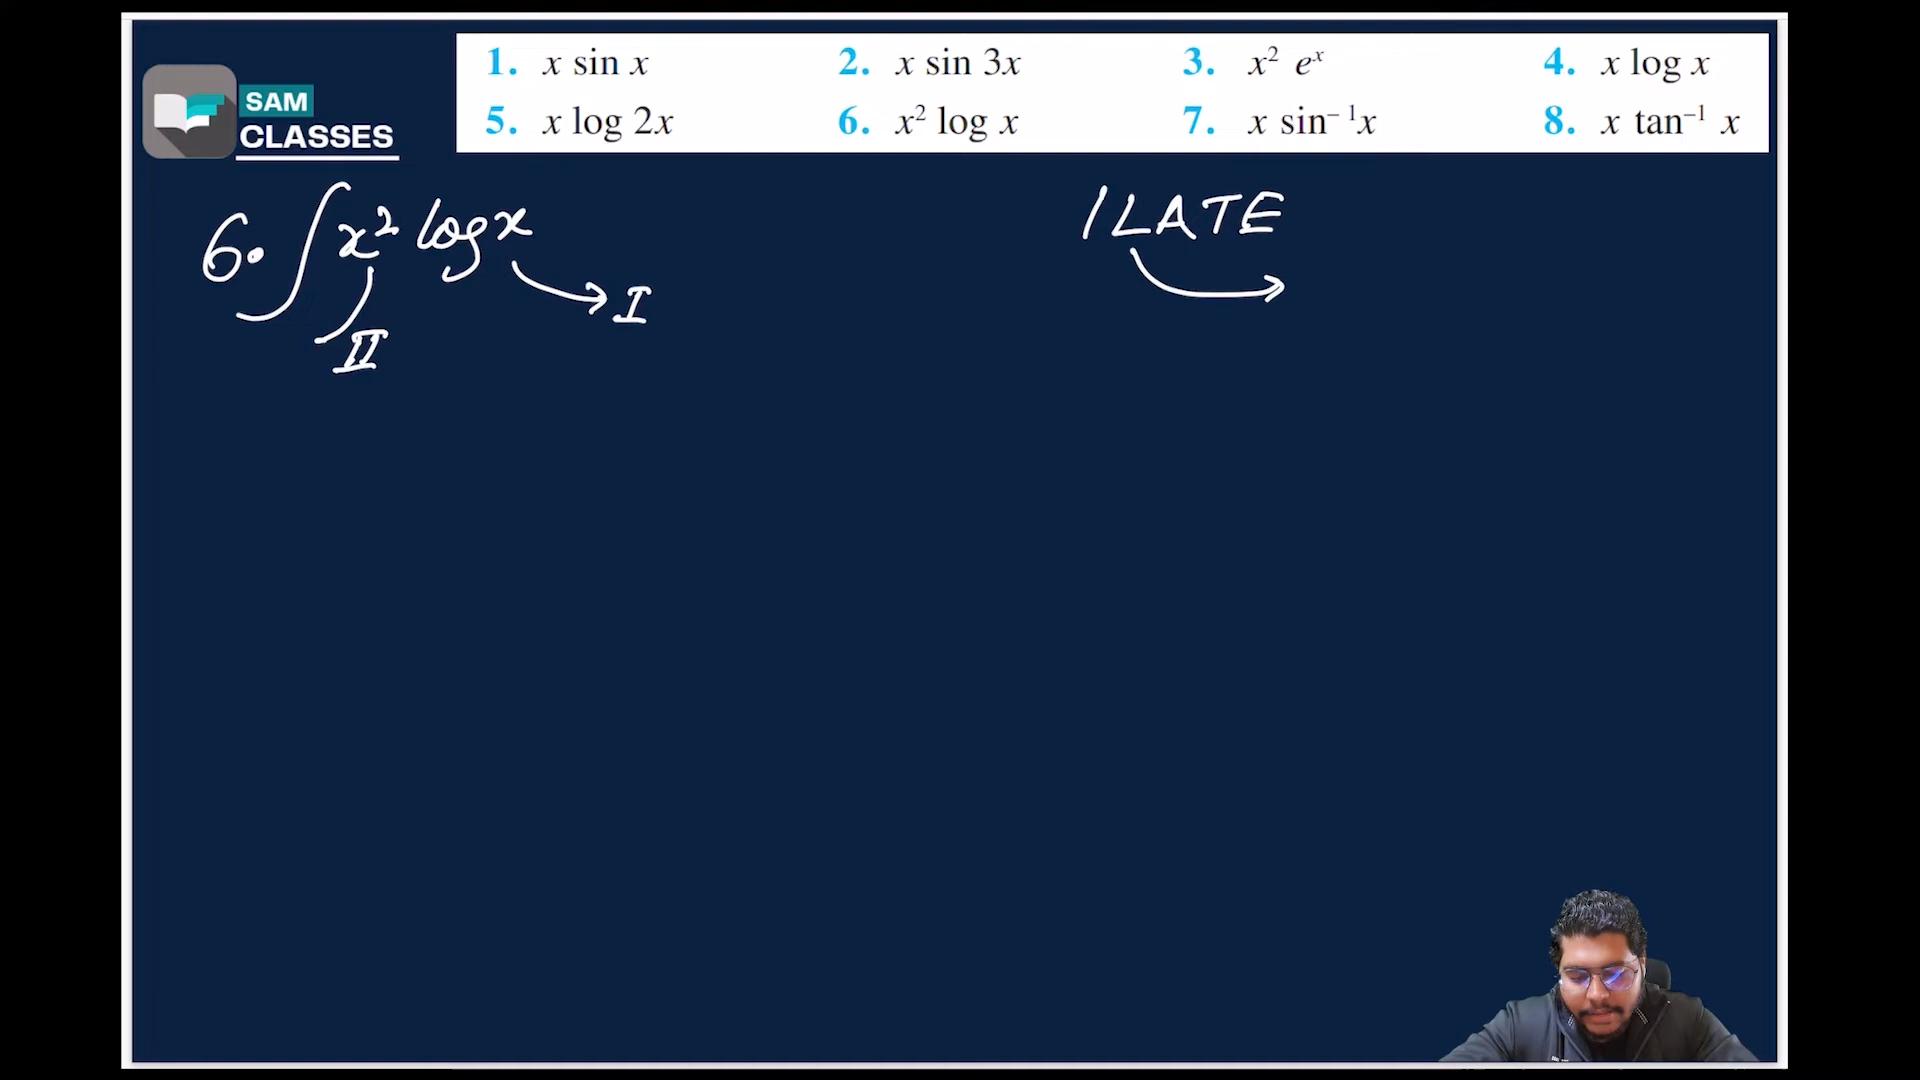 SAM
CLASSES
1. x sin x 2. x sin 3x 3. x² eˣ 4. x log x
5. x log 2x 6. x² log x 7. x sin⁻¹x 8. x tan⁻¹ x
6. ∫ x² log x ILATE
I
II